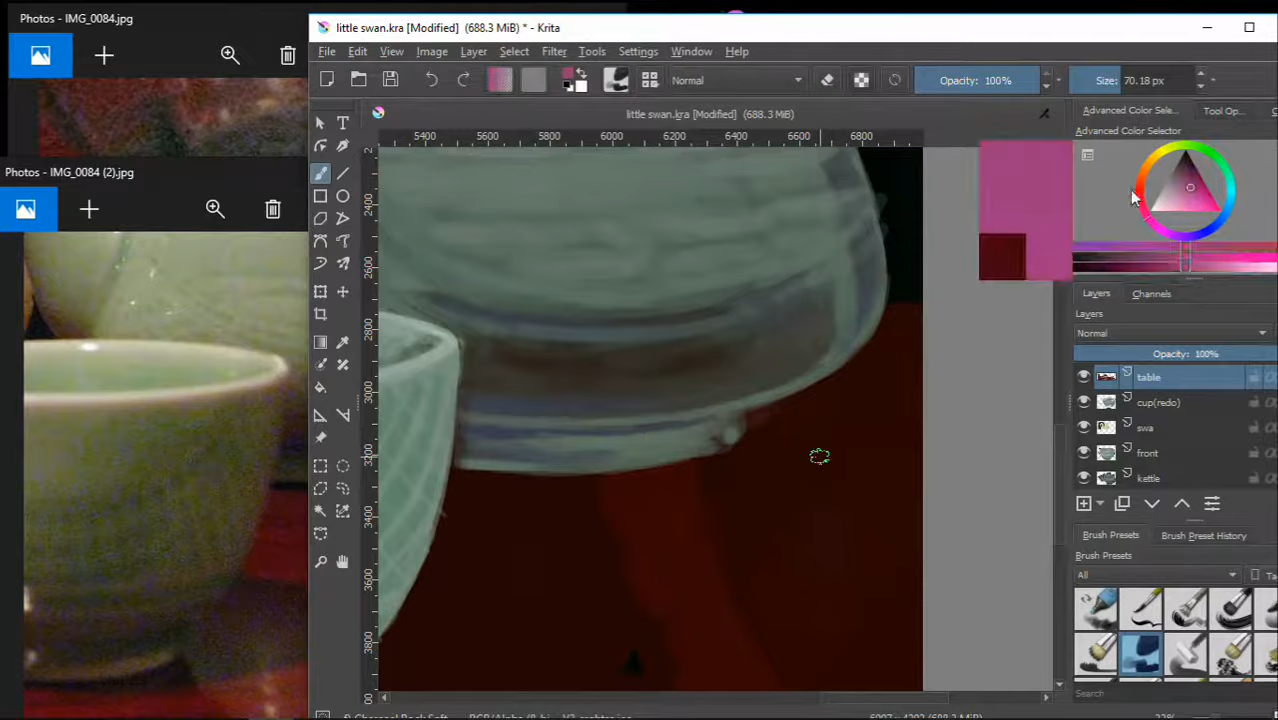 Photos - IMG_0084.jpg
Photos - IMG_0084 (2).jpg
little swan.kra [Modified] (688.3 MiB) * - Krita
File Edit View Image Layer Select Filter Tools Settings Window Help
Normal
Opacity: 100%
Size: 70.18 px
little swan.kra [Modified] (688.3 MiB)
5400 5600 5800 6000 6200 6400 6600 6800
2
2400
2600
2800
3000
3200
3400
3600
3800
00
Advanced Color Sele...
Tool Op...
Advanced Color Selector
Layers
Channels
Layers
Normal
Opacity: 100%
table
cup(redo)
swa
front
kettle
Brush Presets
Brush Preset History
Brush Presets
All
Ta
Search